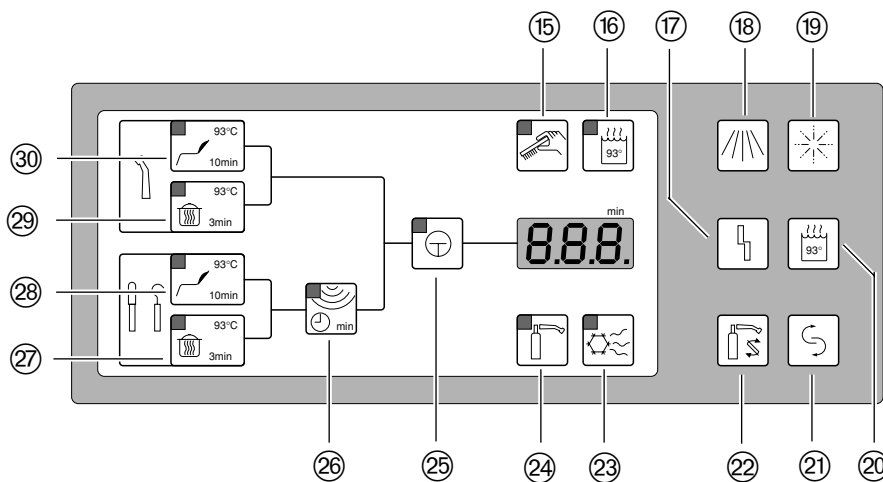 ⑮ ⑯ ⑰ ⑱ ⑲
93°C
㉚
10min
93°
93°C
㉙
3min
min
8.8.8.
93°
93°C
㉘
10min
93°C
㉗
3min
min
㉖ ㉕ ㉔ ㉓ ㉒ ㉑ ⑳